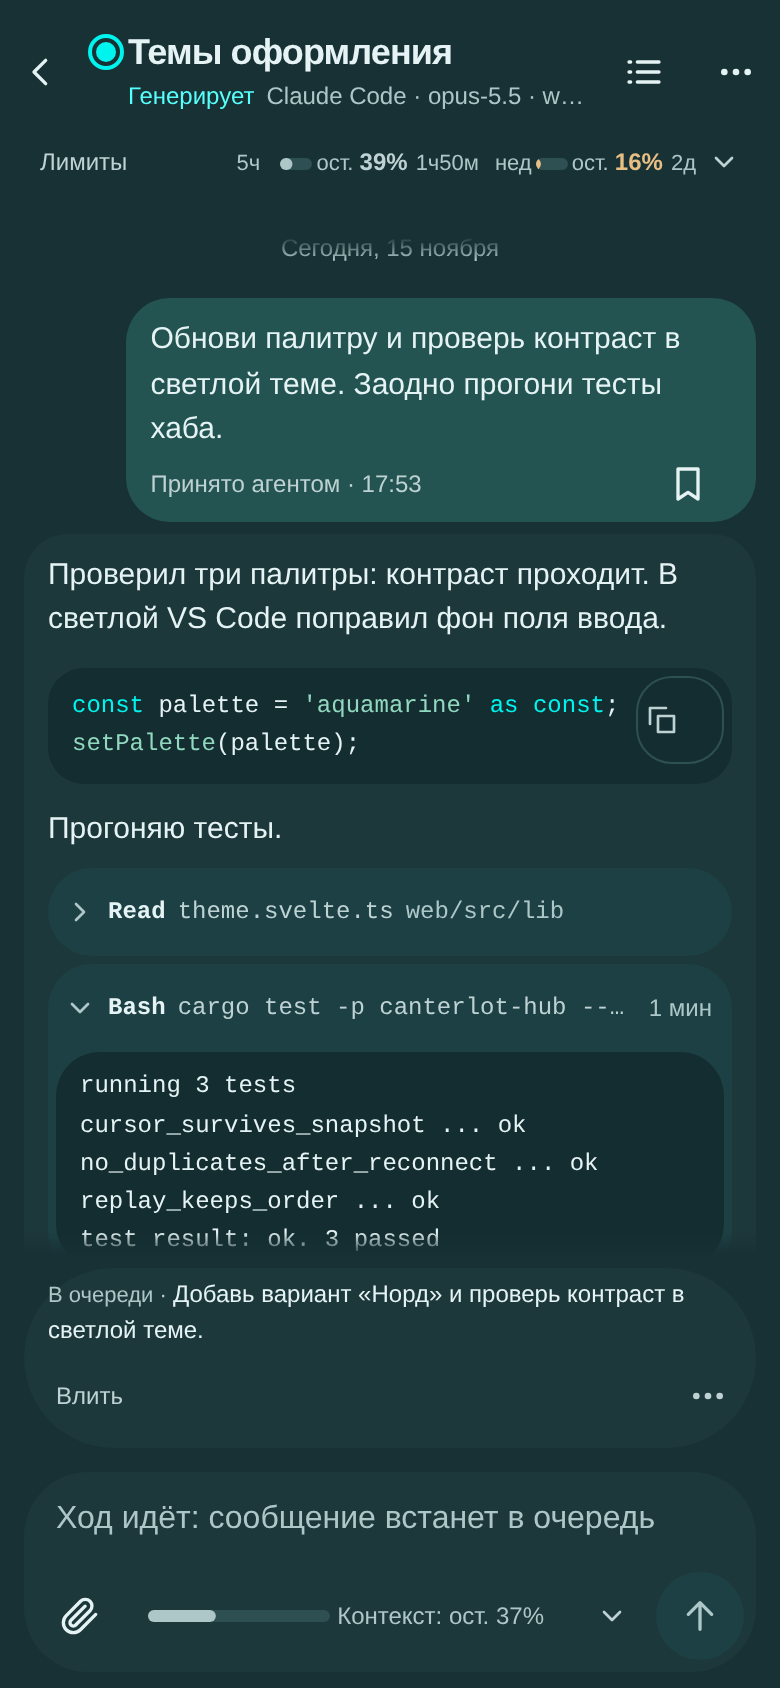 Темы оформления
Генерирует Claude Code · opus-5.5 · w…
Лимиты 5ч ост. 39% 1ч50м нед ост. 16% 2д
Сегодня, 15 ноября
Обнови палитру и проверь контраст в
светлой теме. Заодно прогони тесты
хаба.
Принято агентом · 17:53
Проверил три палитры: контраст проходит. В
светлой VS Code поправил фон поля ввода.
const palette = 'aquamarine' as const;
setPalette(palette);
Прогоняю тесты.
Read theme.svelte.ts web/src/lib
Bash cargo test -p canterlot-hub --… 1 мин
running 3 tests
cursor_survives_snapshot ... ok
no_duplicates_after_reconnect ... ok
replay_keeps_order ... ok
test result: ok. 3 passed
В очереди · Добавь вариант «Норд» и проверь контраст в
светлой теме.
Влить
Ход идёт: сообщение встанет в очередь
Контекст: ост. 37%